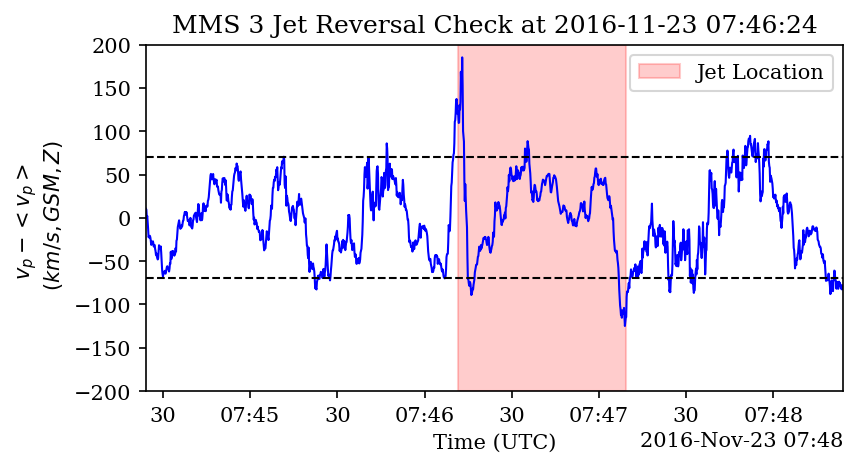 MMS 3 Jet Reversal Check at 2016-11-23 07:46:24
200
150
100
50
0
−50
−100
−150
−200
v_p − < v_p >
(km/s, GSM, Z)
Jet Location
30 07:45 30 07:46 30 07:47 30 07:48
Time (UTC)
2016-Nov-23 07:48